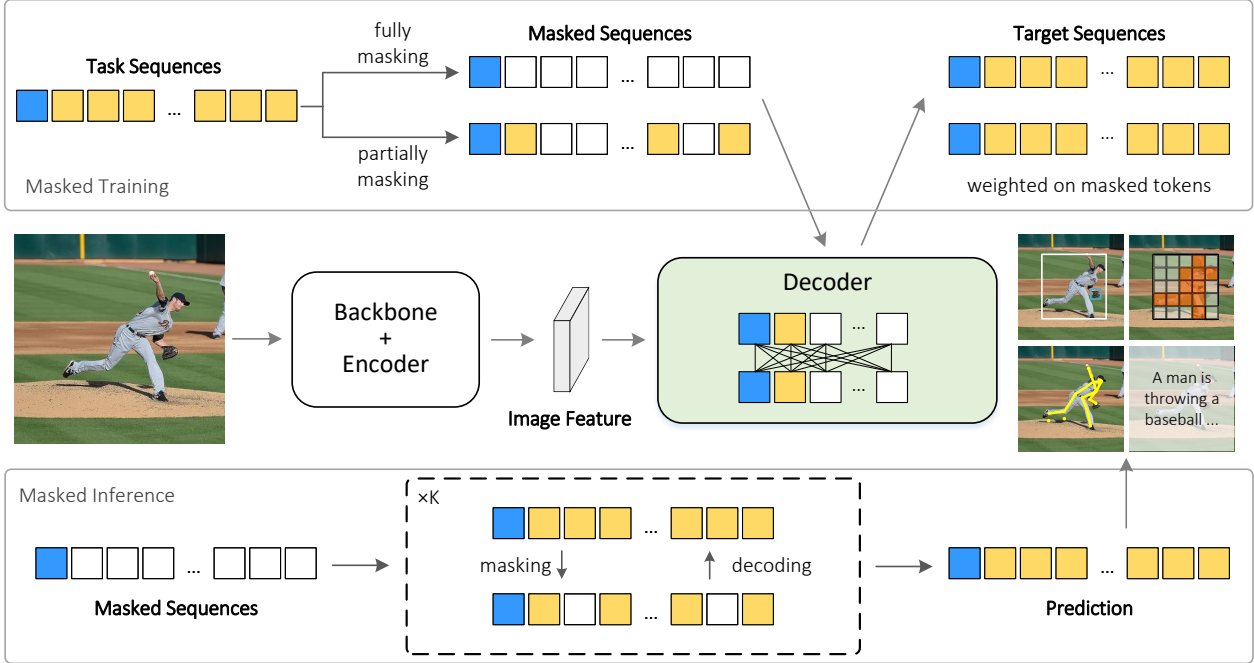 Task Sequences
...
fully
masking
partially
masking
Masked Sequences
...
...
Target Sequences
...
...
weighted on masked tokens
Masked Training
Backbone
+
Encoder
Image Feature
Decoder
...
...
A man is
throwing a
baseball ...
Masked Inference
...
Masked Sequences
×K
...
masking
decoding
...
...
Prediction